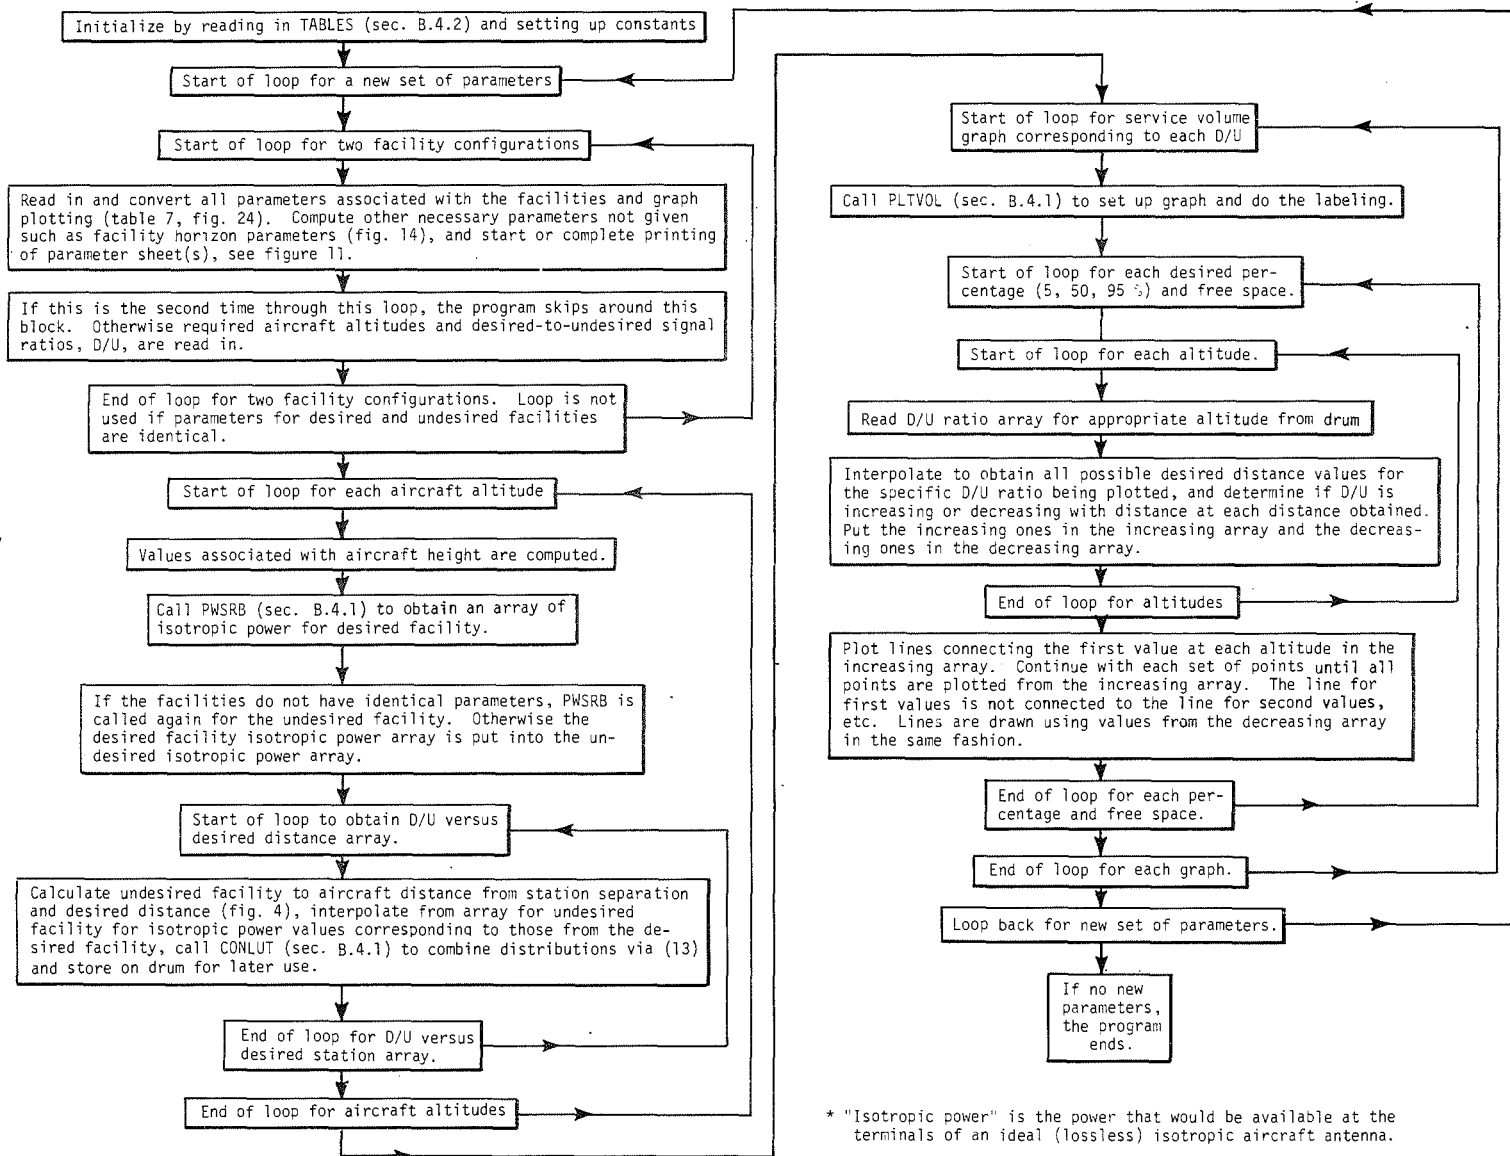 Initialize by reading in TABLES (sec. B.4.2) and setting up constants
Start of loop for a new set of parameters
Start of loop for two facility configurations
Read in and convert all parameters associated with the facilities and graph
plotting (table 7, fig. 24). Compute other necessary parameters not given
such as facility horizon parameters (fig. 14), and start or complete printing
of parameter sheet(s), see figure 11.
If this is the second time through this loop, the program skips around this
block. Otherwise required aircraft altitudes and desired-to-undesired signal
ratios, D/U, are read in.
End of loop for two facility configurations. Loop is not
used if parameters for desired and undesired facilities
are identical.
Start of loop for each aircraft altitude
Values associated with aircraft height are computed.
Call PWSRB (sec. B.4.1) to obtain an array of
isotropic power for desired facility.
If the facilities do not have identical parameters, PWSRB is
called again for the undesired facility. Otherwise the
desired facility isotropic power array is put into the un-
desired isotropic power array.
Start of loop to obtain D/U versus
desired distance array.
Calculate undesired facility to aircraft distance from station separation
and desired distance (fig. 4), interpolate from array for undesired
facility for isotropic power values corresponding to those from the de-
sired facility, call CONLUT (sec. B.4.1) to combine distributions via (13)
and store on drum for later use.
End of loop for D/U versus
desired station array.
End of loop for aircraft altitudes
Start of loop for service volume
graph corresponding to each D/U
Call PLTVOL (sec. B.4.1) to set up graph and do the labeling.
Start of loop for each desired per-
centage (5, 50, 95 %) and free space.
Start of loop for each altitude.
Read D/U ratio array for appropriate altitude from drum
Interpolate to obtain all possible desired distance values for
the specific D/U ratio being plotted, and determine if D/U is
increasing or decreasing with distance at each distance obtained.
Put the increasing ones in the increasing array and the decreas-
ing ones in the decreasing array.
End of loop for altitudes
Plot lines connecting the first value at each altitude in the
increasing array. Continue with each set of points until all
points are plotted from the increasing array. The line for
first values is not connected to the line for second values,
etc. Lines are drawn using values from the decreasing array
in the same fashion.
End of loop for each per-
centage and free space.
End of loop for each graph.
Loop back for new set of parameters.
If no new
parameters,
the program
ends.
* "Isotropic power" is the power that would be available at the
terminals of an ideal (lossless) isotropic aircraft antenna.